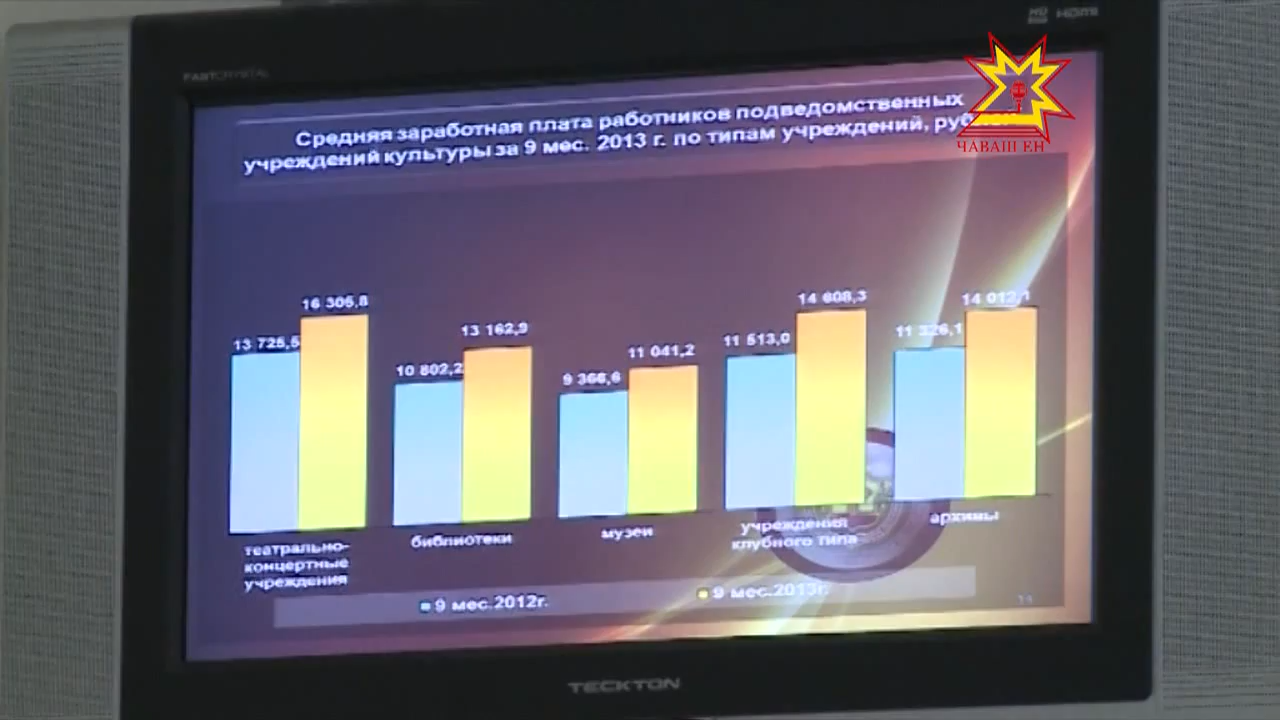 HD HDMI
FASTCRYSTAL
ЧАВАШ ЕН
Средняя заработная плата работников подведомственных
учреждений культуры за 9 мес. 2013 г. по типам учреждений,
16 305,8
13 725,5
13 162,9
10 802,2
11 041,2
9 366,6
14 608,3
11 513,0
14 012,1
11 326,1
театрально-
концертные
учреждения
библиотеки
музеи
учреждения
клубного типа
архивы
9 мес.2012г.
9 мес.2013г.
TECKTON